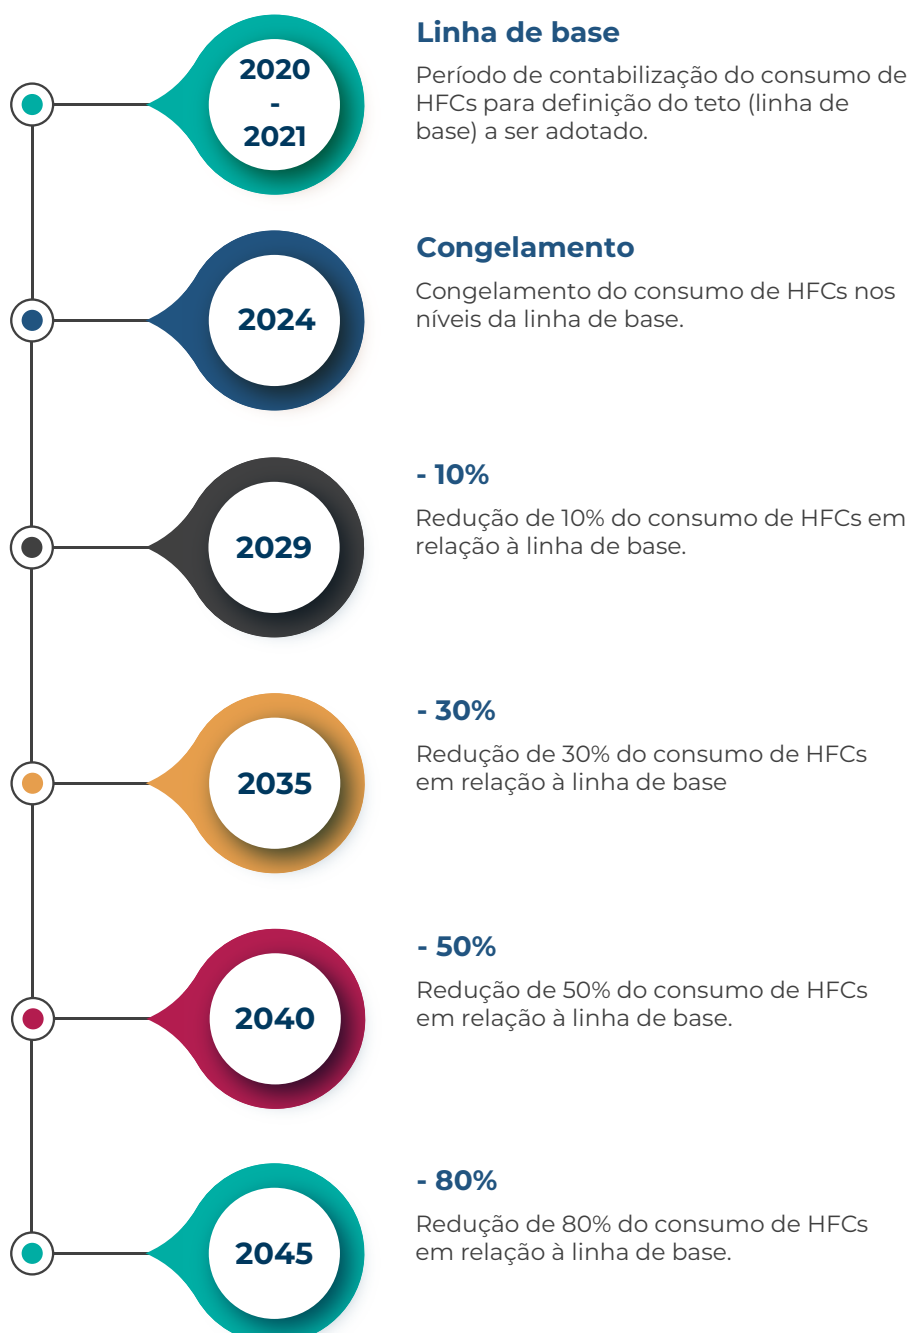 2020
-
2021
Linha de base
Período de contabilização do consumo de
HFCs para definição do teto (linha de
base) a ser adotado.
2024
Congelamento
Congelamento do consumo de HFCs nos
níveis da linha de base.
2029
- 10%
Redução de 10% do consumo de HFCs em
relação à linha de base.
2035
- 30%
Redução de 30% do consumo de HFCs
em relação à linha de base
2040
- 50%
Redução de 50% do consumo de HFCs
em relação à linha de base.
2045
- 80%
Redução de 80% do consumo de HFCs
em relação à linha de base.